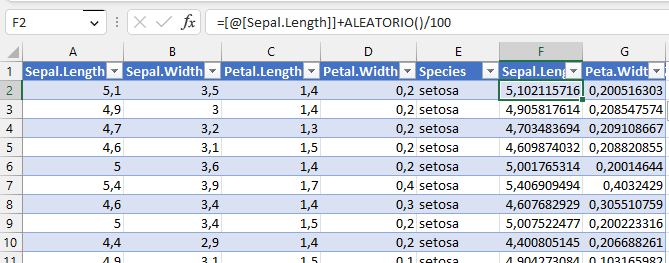 F2 fx =[@[Sepal.Length]]+ALEATORIO()/100
A B C D E F G
1 Sepal.Length Sepal.Width Petal.Length Petal.Width Species Sepal.Leng Peta.Widt
2 5,1 3,5 1,4 0,2 setosa 5,102115716 0,200516303
3 4,9 3 1,4 0,2 setosa 4,905817614 0,208547574
4 4,7 3,2 1,3 0,2 setosa 4,703483694 0,209108667
5 4,6 3,1 1,5 0,2 setosa 4,609874032 0,208820855
6 5 3,6 1,4 0,2 setosa 5,001765314 0,20014644
7 5,4 3,9 1,7 0,4 setosa 5,406909494 0,4032429
8 4,6 3,4 1,4 0,3 setosa 4,607682929 0,305510759
9 5 3,4 1,5 0,2 setosa 5,007522477 0,200223316
10 4,4 2,9 1,4 0,2 setosa 4,400805145 0,206688261
11 4,9 3,1 1,5 0,1 setosa 4,904273084 0,103165982